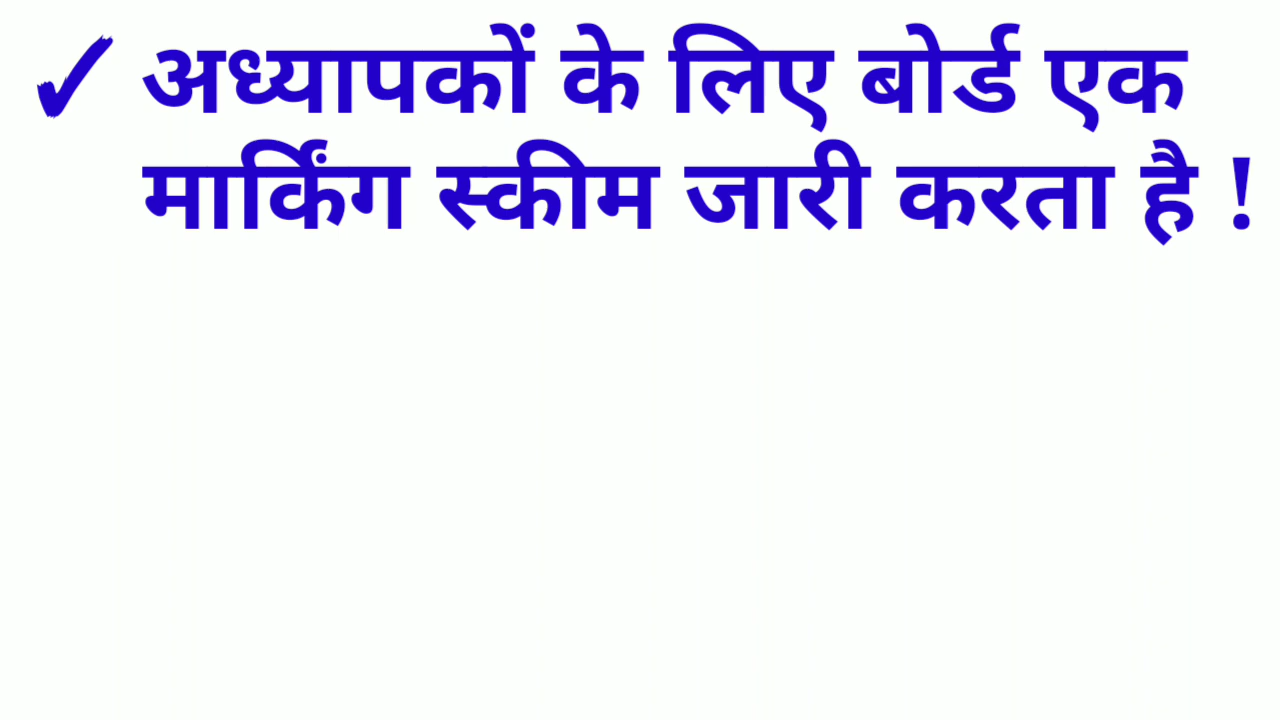 ✓ अध्यापकों के लिए बोर्ड एक
मार्किंग स्कीम जारी करता है !